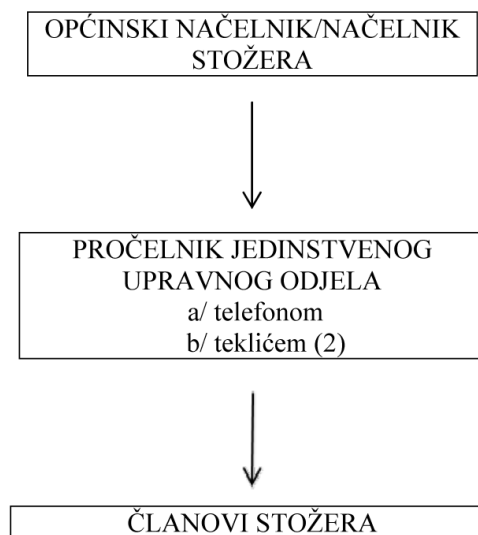 OPĆINSKI NAČELNIK/NAČELNIK
STOŽERA
PROČELNIK JEDINSTVENOG
UPRAVNOG ODJELA
a/ telefonom
b/ teklićem (2)
ČLANOVI STOŽERA